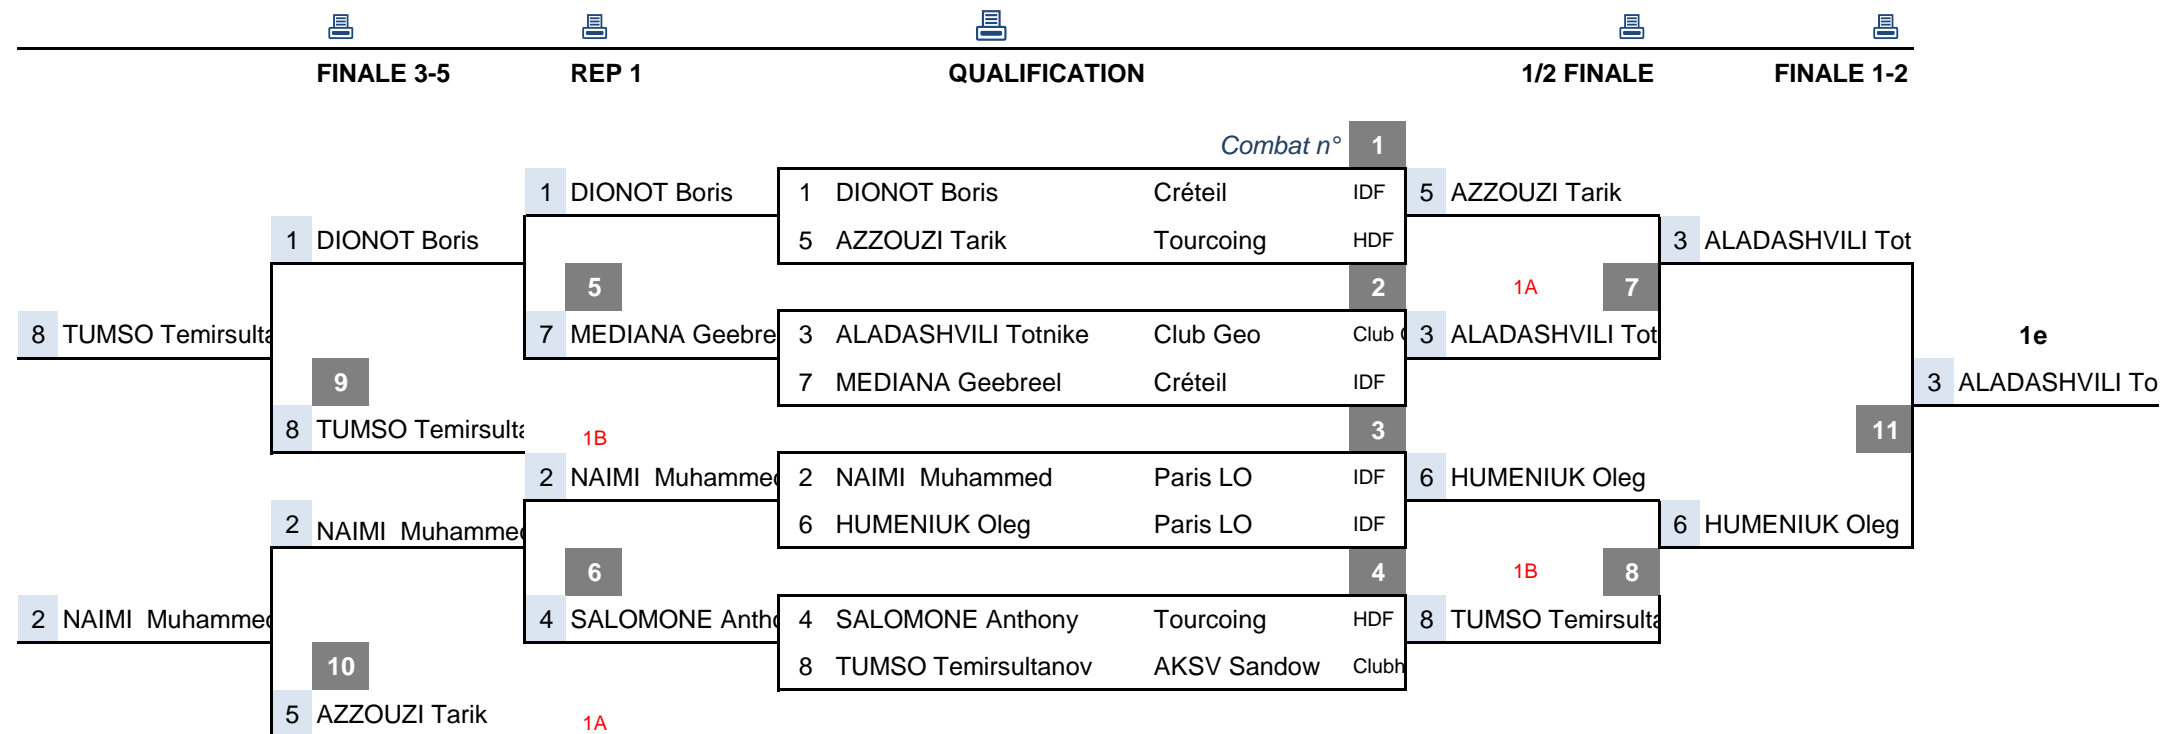 FINALE 3-5 REP 1 QUALIFICATION 1/2 FINALE FINALE 1-2
Combat n° 1
1 DIONOT Boris 1 DIONOT Boris Créteil IDF 5 AZZOUZI Tarik
1 DIONOT Boris 5 AZZOUZI Tarik Tourcoing HDF 3 ALADASHVILI Tot
5 2 1A 7
8 TUMSO Temirsulta 7 MEDIANA Geebre 3 ALADASHVILI Totnike Club Geo Club 3 ALADASHVILI Tot 1e
9 7 MEDIANA Geebreel Créteil IDF 3 ALADASHVILI To
8 TUMSO Temirsulta 1B 3 11
2 NAIMI Muhammed 2 NAIMI Muhammed Paris LO IDF 6 HUMENIUK Oleg
2 NAIMI Muhammed 6 HUMENIUK Oleg Paris LO IDF 6 HUMENIUK Oleg
6 4 1B 8
2 NAIMI Muhammed 4 SALOMONE Antho 4 SALOMONE Anthony Tourcoing HDF 8 TUMSO Temirsulta
10 8 TUMSO Temirsultanov AKSV Sandow Clubh
5 AZZOUZI Tarik 1A